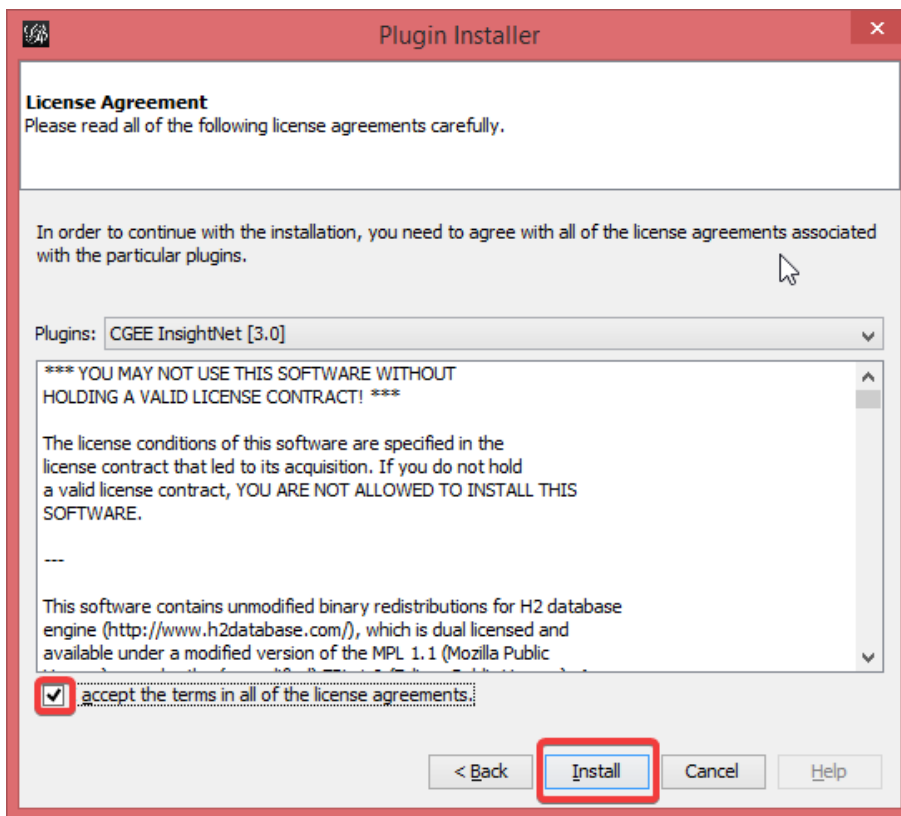 Plugin Installer
License Agreement
Please read all of the following license agreements carefully.
In order to continue with the installation, you need to agree with all of the license agreements associated
with the particular plugins.
Plugins: CGEE InsightNet [3.0]
*** YOU MAY NOT USE THIS SOFTWARE WITHOUT
HOLDING A VALID LICENSE CONTRACT! ***
The license conditions of this software are specified in the
license contract that led to its acquisition. If you do not hold
a valid license contract, YOU ARE NOT ALLOWED TO INSTALL THIS
SOFTWARE.
---
This software contains unmodified binary redistributions for H2 database
engine (http://www.h2database.com/), which is dual licensed and
available under a modified version of the MPL 1.1 (Mozilla Public
accept the terms in all of the license agreements.
< Back
Install
Cancel
Help